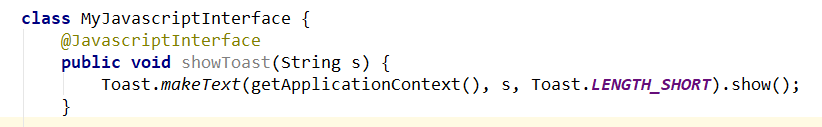 class MyJavascriptInterface {
@JavascriptInterface
public void showToast(String s) {
Toast.makeText(getApplicationContext(), s, Toast.LENGTH_SHORT).show();
}